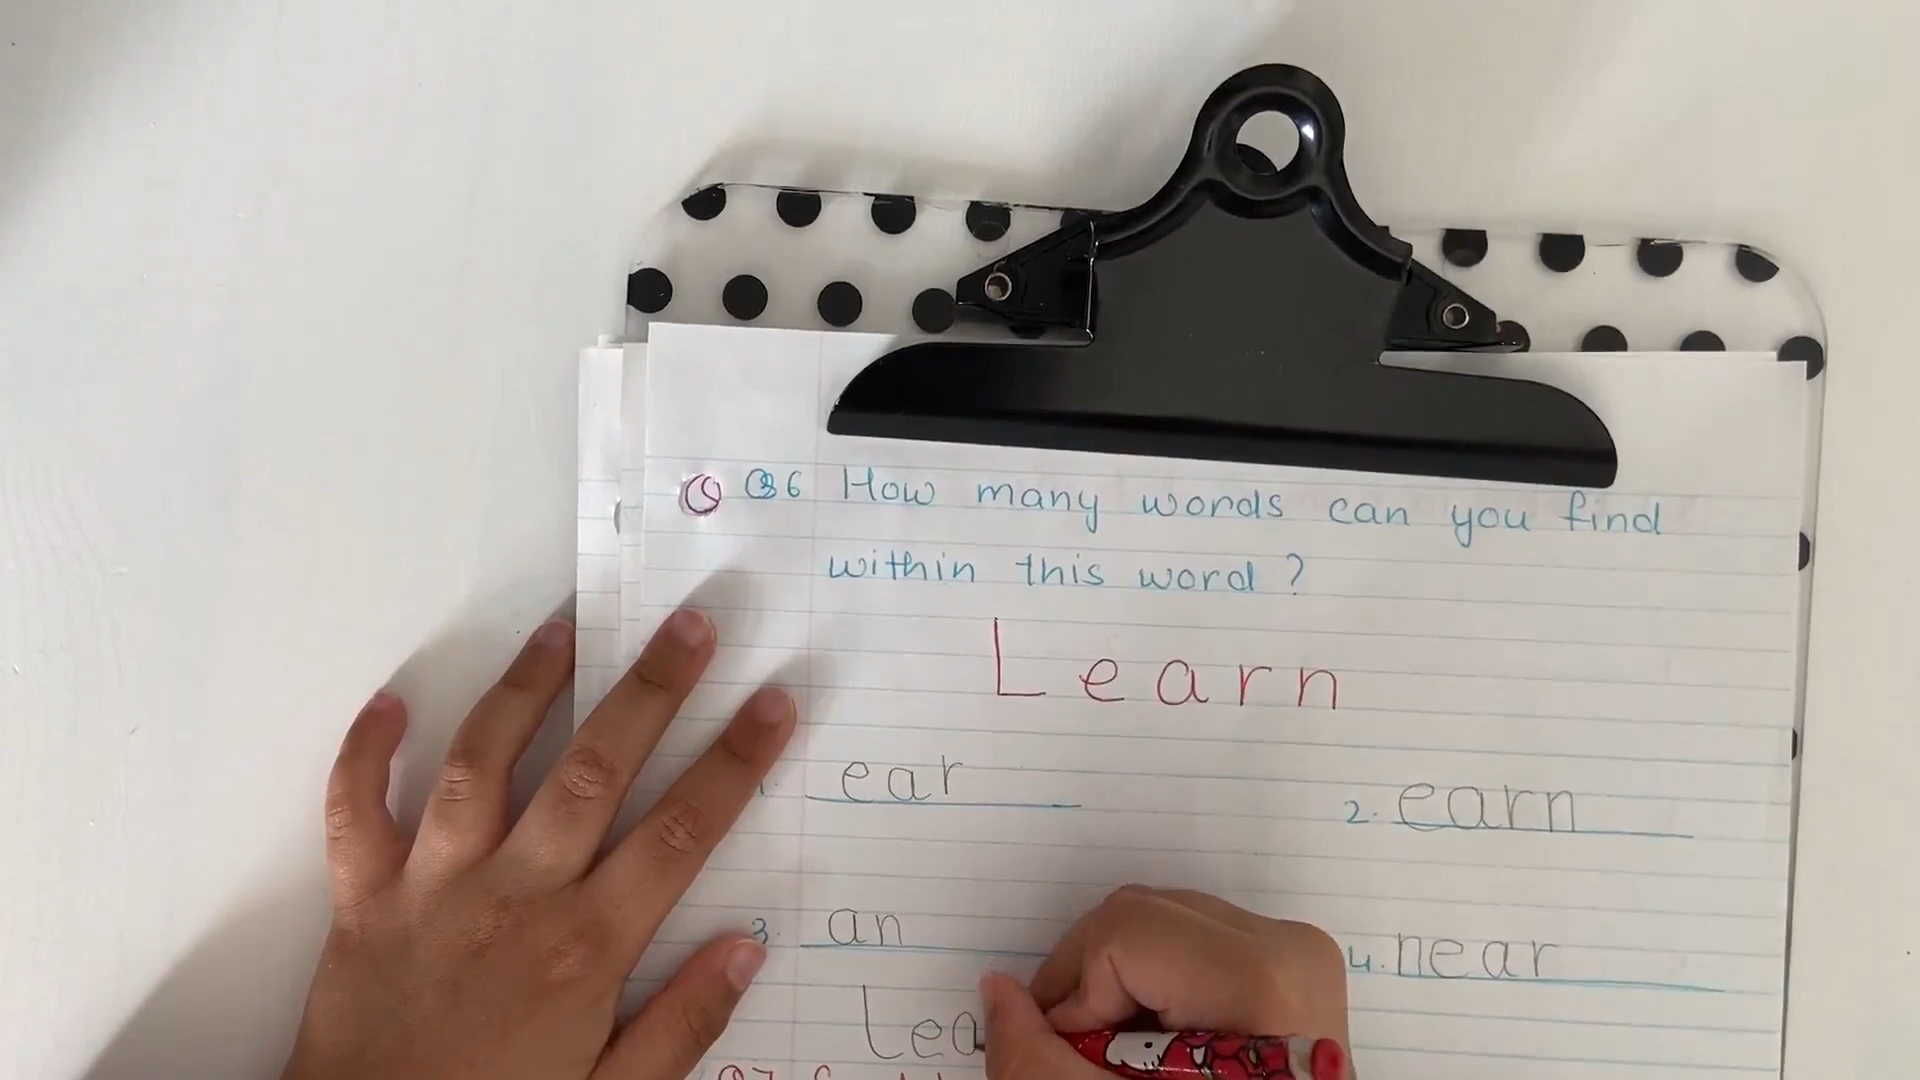 Q6 How many words can you find
within this word ?
Learn
ear
2. earn
3. an
4. near
lea